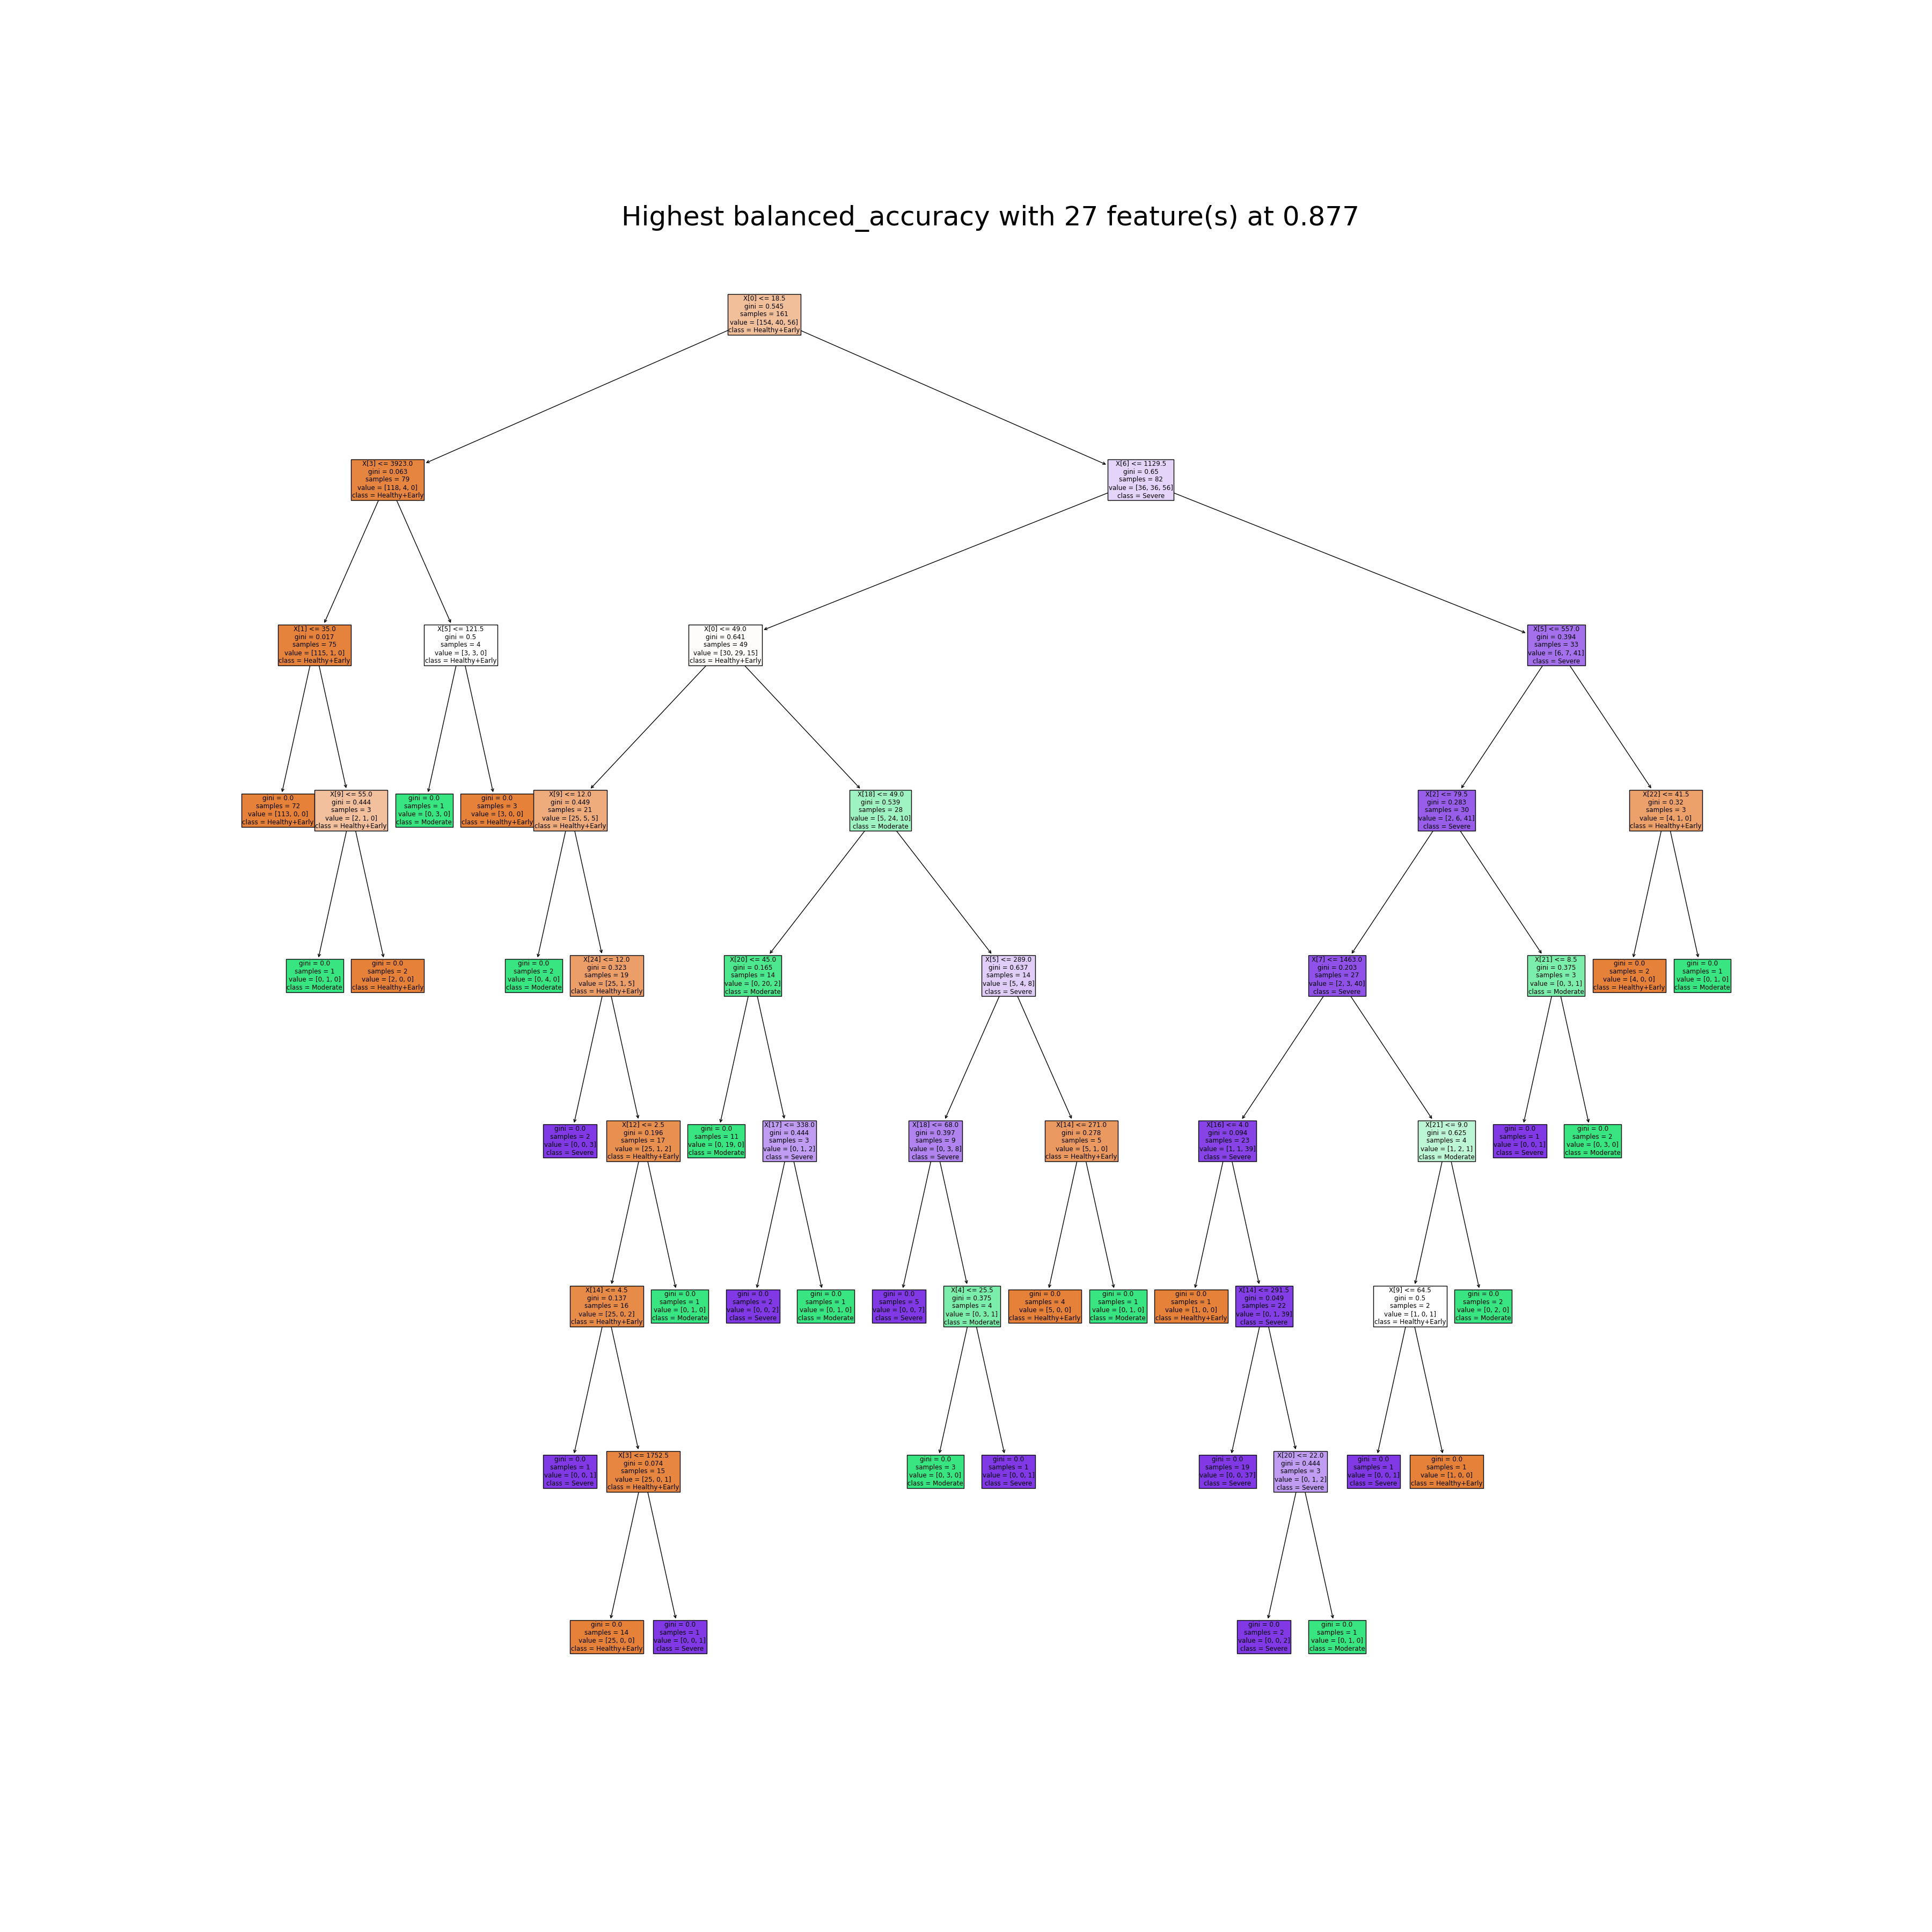 Highest balanced_accuracy with 27 feature(s) at 0.877
X[0] <= 18.5
gini = 0.545
samples = 161
value = [154, 40, 56]
class = Healthy+Early
X[3] <= 3923.0
gini = 0.063
samples = 79
value = [118, 4, 0]
class = Healthy+Early
X[6] <= 1129.5
gini = 0.65
samples = 82
value = [36, 36, 56]
class = Severe
X[1] <= 35.0
gini = 0.017
samples = 75
value = [115, 1, 0]
class = Healthy+Early
X[5] <= 121.5
gini = 0.5
samples = 4
value = [3, 3, 0]
class = Healthy+Early
X[0] <= 49.0
gini = 0.641
samples = 49
value = [30, 29, 15]
class = Healthy+Early
X[5] <= 557.0
gini = 0.394
samples = 33
value = [6, 7, 41]
class = Severe
gini = 0.0
samples = 72
value = [113, 0, 0]
class = Healthy+Early
X[9] <= 55.0
gini = 0.444
samples = 3
value = [2, 1, 0]
class = Healthy+Early
gini = 0.0
samples = 1
value = [0, 3, 0]
class = Moderate
gini = 0.0
samples = 3
value = [3, 0, 0]
class = Healthy+Early
X[9] <= 12.0
gini = 0.449
samples = 21
value = [25, 5, 5]
class = Healthy+Early
X[18] <= 49.0
gini = 0.539
samples = 28
value = [5, 24, 10]
class = Moderate
X[2] <= 79.5
gini = 0.283
samples = 30
value = [2, 6, 41]
class = Severe
X[22] <= 41.5
gini = 0.32
samples = 3
value = [4, 1, 0]
class = Healthy+Early
gini = 0.0
samples = 1
value = [0, 1, 0]
class = Moderate
gini = 0.0
samples = 2
value = [2, 0, 0]
class = Healthy+Early
gini = 0.0
samples = 2
value = [0, 4, 0]
class = Moderate
X[24] <= 12.0
gini = 0.323
samples = 19
value = [25, 1, 5]
class = Healthy+Early
X[20] <= 45.0
gini = 0.165
samples = 14
value = [0, 20, 2]
class = Moderate
X[5] <= 289.0
gini = 0.637
samples = 14
value = [5, 4, 8]
class = Severe
X[7] <= 1463.0
gini = 0.203
samples = 27
value = [2, 3, 40]
class = Severe
X[21] <= 8.5
gini = 0.375
samples = 3
value = [0, 3, 1]
class = Moderate
gini = 0.0
samples = 2
value = [4, 0, 0]
class = Healthy+Early
gini = 0.0
samples = 1
value = [0, 1, 0]
class = Moderate
gini = 0.0
samples = 2
value = [0, 0, 3]
class = Severe
X[12] <= 2.5
gini = 0.196
samples = 17
value = [25, 1, 2]
class = Healthy+Early
gini = 0.0
samples = 11
value = [0, 19, 0]
class = Moderate
X[17] <= 338.0
gini = 0.444
samples = 3
value = [0, 1, 2]
class = Severe
X[18] <= 68.0
gini = 0.397
samples = 9
value = [0, 3, 8]
class = Severe
X[14] <= 271.0
gini = 0.278
samples = 5
value = [5, 1, 0]
class = Healthy+Early
X[16] <= 4.0
gini = 0.094
samples = 23
value = [1, 1, 39]
class = Severe
X[21] <= 9.0
gini = 0.625
samples = 4
value = [1, 2, 1]
class = Moderate
gini = 0.0
samples = 1
value = [0, 0, 1]
class = Severe
gini = 0.0
samples = 2
value = [0, 3, 0]
class = Moderate
X[14] <= 4.5
gini = 0.137
samples = 16
value = [25, 0, 2]
class = Healthy+Early
gini = 0.0
samples = 1
value = [0, 1, 0]
class = Moderate
gini = 0.0
samples = 2
value = [0, 0, 2]
class = Severe
gini = 0.0
samples = 1
value = [0, 1, 0]
class = Moderate
gini = 0.0
samples = 5
value = [0, 0, 7]
class = Severe
X[4] <= 25.5
gini = 0.375
samples = 4
value = [0, 3, 1]
class = Moderate
gini = 0.0
samples = 4
value = [5, 0, 0]
class = Healthy+Early
gini = 0.0
samples = 1
value = [0, 1, 0]
class = Moderate
gini = 0.0
samples = 1
value = [1, 0, 0]
class = Healthy+Early
X[14] <= 291.5
gini = 0.049
samples = 22
value = [0, 1, 39]
class = Severe
X[9] <= 64.5
gini = 0.5
samples = 2
value = [1, 0, 1]
class = Healthy+Early
gini = 0.0
samples = 2
value = [0, 2, 0]
class = Moderate
gini = 0.0
samples = 1
value = [0, 0, 1]
class = Severe
X[3] <= 1752.5
gini = 0.074
samples = 15
value = [25, 0, 1]
class = Healthy+Early
gini = 0.0
samples = 3
value = [0, 3, 0]
class = Moderate
gini = 0.0
samples = 1
value = [0, 0, 1]
class = Severe
gini = 0.0
samples = 19
value = [0, 0, 37]
class = Severe
X[20] <= 22.0
gini = 0.444
samples = 3
value = [0, 1, 2]
class = Severe
gini = 0.0
samples = 1
value = [0, 0, 1]
class = Severe
gini = 0.0
samples = 1
value = [1, 0, 0]
class = Healthy+Early
gini = 0.0
samples = 14
value = [25, 0, 0]
class = Healthy+Early
gini = 0.0
samples = 1
value = [0, 0, 1]
class = Severe
gini = 0.0
samples = 2
value = [0, 0, 2]
class = Severe
gini = 0.0
samples = 1
value = [0, 1, 0]
class = Moderate